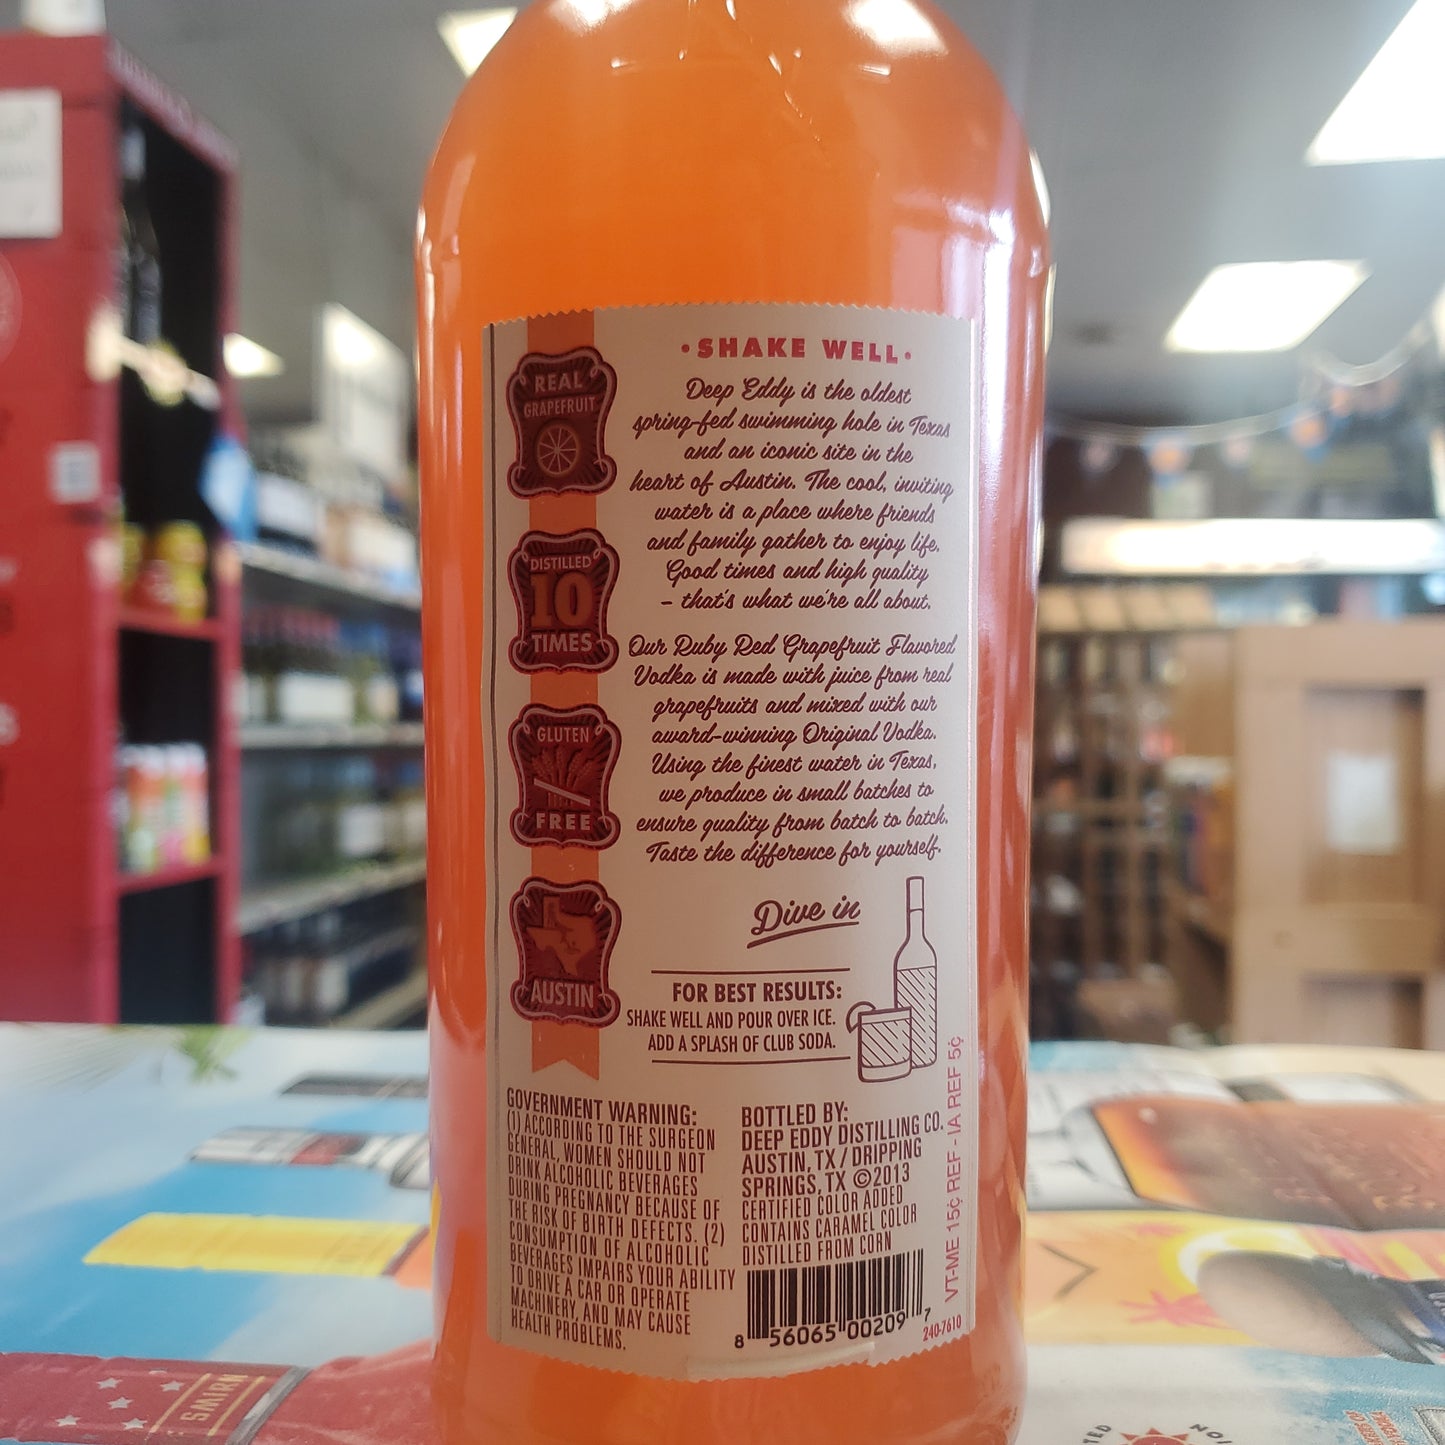 REAL
GRAPEFRUIT
DISTILLED
10
TIMES
GLUTEN
FREE
AUSTIN
• SHAKE WELL •
Deep Eddy is the oldest
spring-fed swimming hole in Texas
and an iconic site in the
heart of Austin. The cool, inviting
water is a place where friends
and family gather to enjoy life.
Good times and high quality
– that's what we're all about.
Our Ruby Red Grapefruit Flavored
Vodka is made with juice from real
grapefruits and mixed with our
award-winning Original Vodka.
Using the finest water in Texas,
we produce in small batches to
ensure quality from batch to batch.
Taste the difference for yourself.
Dive in
FOR BEST RESULTS:
SHAKE WELL AND POUR OVER ICE.
ADD A SPLASH OF CLUB SODA.
GOVERNMENT WARNING:
(1) ACCORDING TO THE SURGEON
GENERAL, WOMEN SHOULD NOT
DRINK ALCOHOLIC BEVERAGES
DURING PREGNANCY BECAUSE OF
THE RISK OF BIRTH DEFECTS. (2)
CONSUMPTION OF ALCOHOLIC
BEVERAGES IMPAIRS YOUR ABILITY
TO DRIVE A CAR OR OPERATE
MACHINERY, AND MAY CAUSE
HEALTH PROBLEMS.
BOTTLED BY:
DEEP EDDY DISTILLING CO.
AUSTIN, TX / DRIPPING
SPRINGS, TX ©2013
CERTIFIED COLOR ADDED
CONTAINS CARAMEL COLOR
DISTILLED FROM CORN
8 56065 00209 7
240-7610
VT-ME 15¢ REF - IA REF 5¢
SMIRN